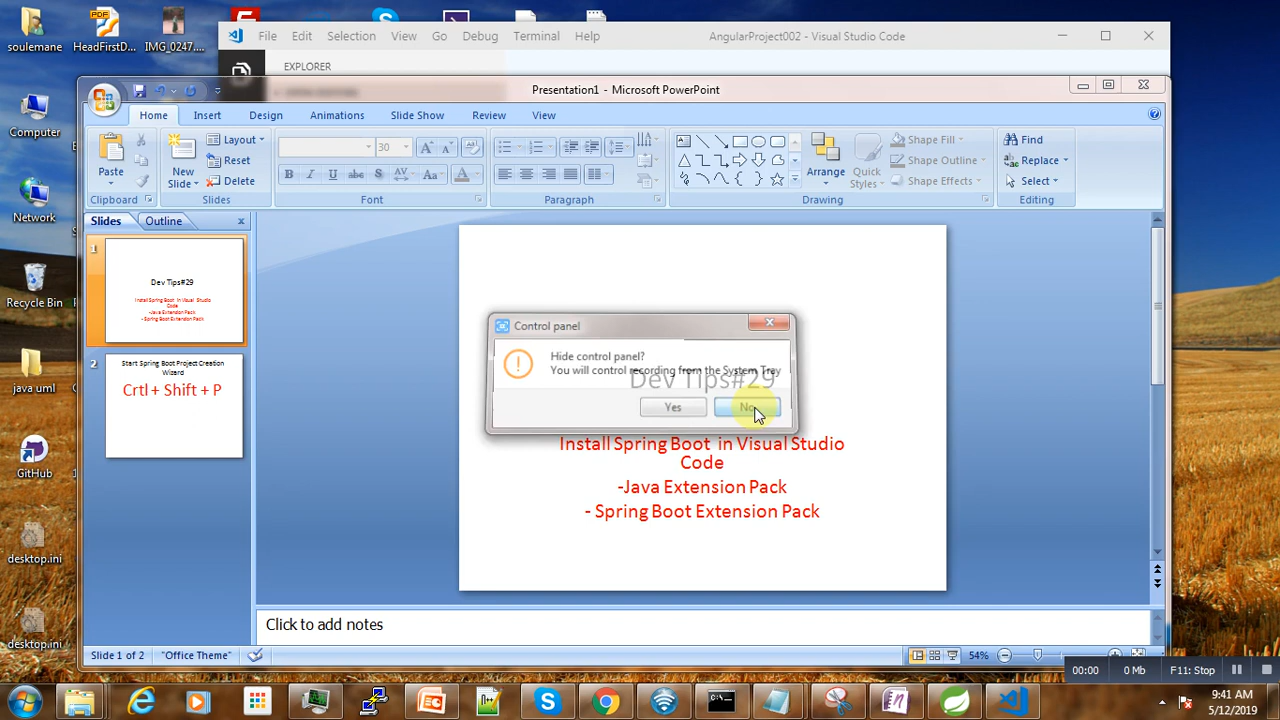 soulemane
HeadFirstD...
IMG_0247....
Computer
Network
Recycle Bin
java uml
GitHub
desktop.ini
desktop.ini
File Edit Selection View Go Debug Terminal Help
AngularProject002 - Visual Studio Code
EXPLORER
Presentation1 - Microsoft PowerPoint
Home Insert Design Animations Slide Show Review View
Paste
Clipboard
New
Slide
Layout
Reset
Delete
Slides
30
B I U abc S AV Aa A
Font
Paragraph
Arrange
Quick
Styles
Shape Fill
Shape Outline
Shape Effects
Drawing
Find
Replace
Select
Editing
Slides Outline
1
Dev Tips#29
Install Spring Boot in Visual Studio
Code
-Java Extension Pack
- Spring Boot Extension Pack
2
Start Spring Boot Project Creation
Wizard
Crtl + Shift + P
Control panel
Hide control panel?
You will control recording from the System Tray
Yes No
Dev Tips#29
Install Spring Boot in Visual Studio
Code
-Java Extension Pack
- Spring Boot Extension Pack
Click to add notes
Slide 1 of 2 "Office Theme"
54%
00:00 0 Mb F11: Stop
9:41 AM
5/12/2019